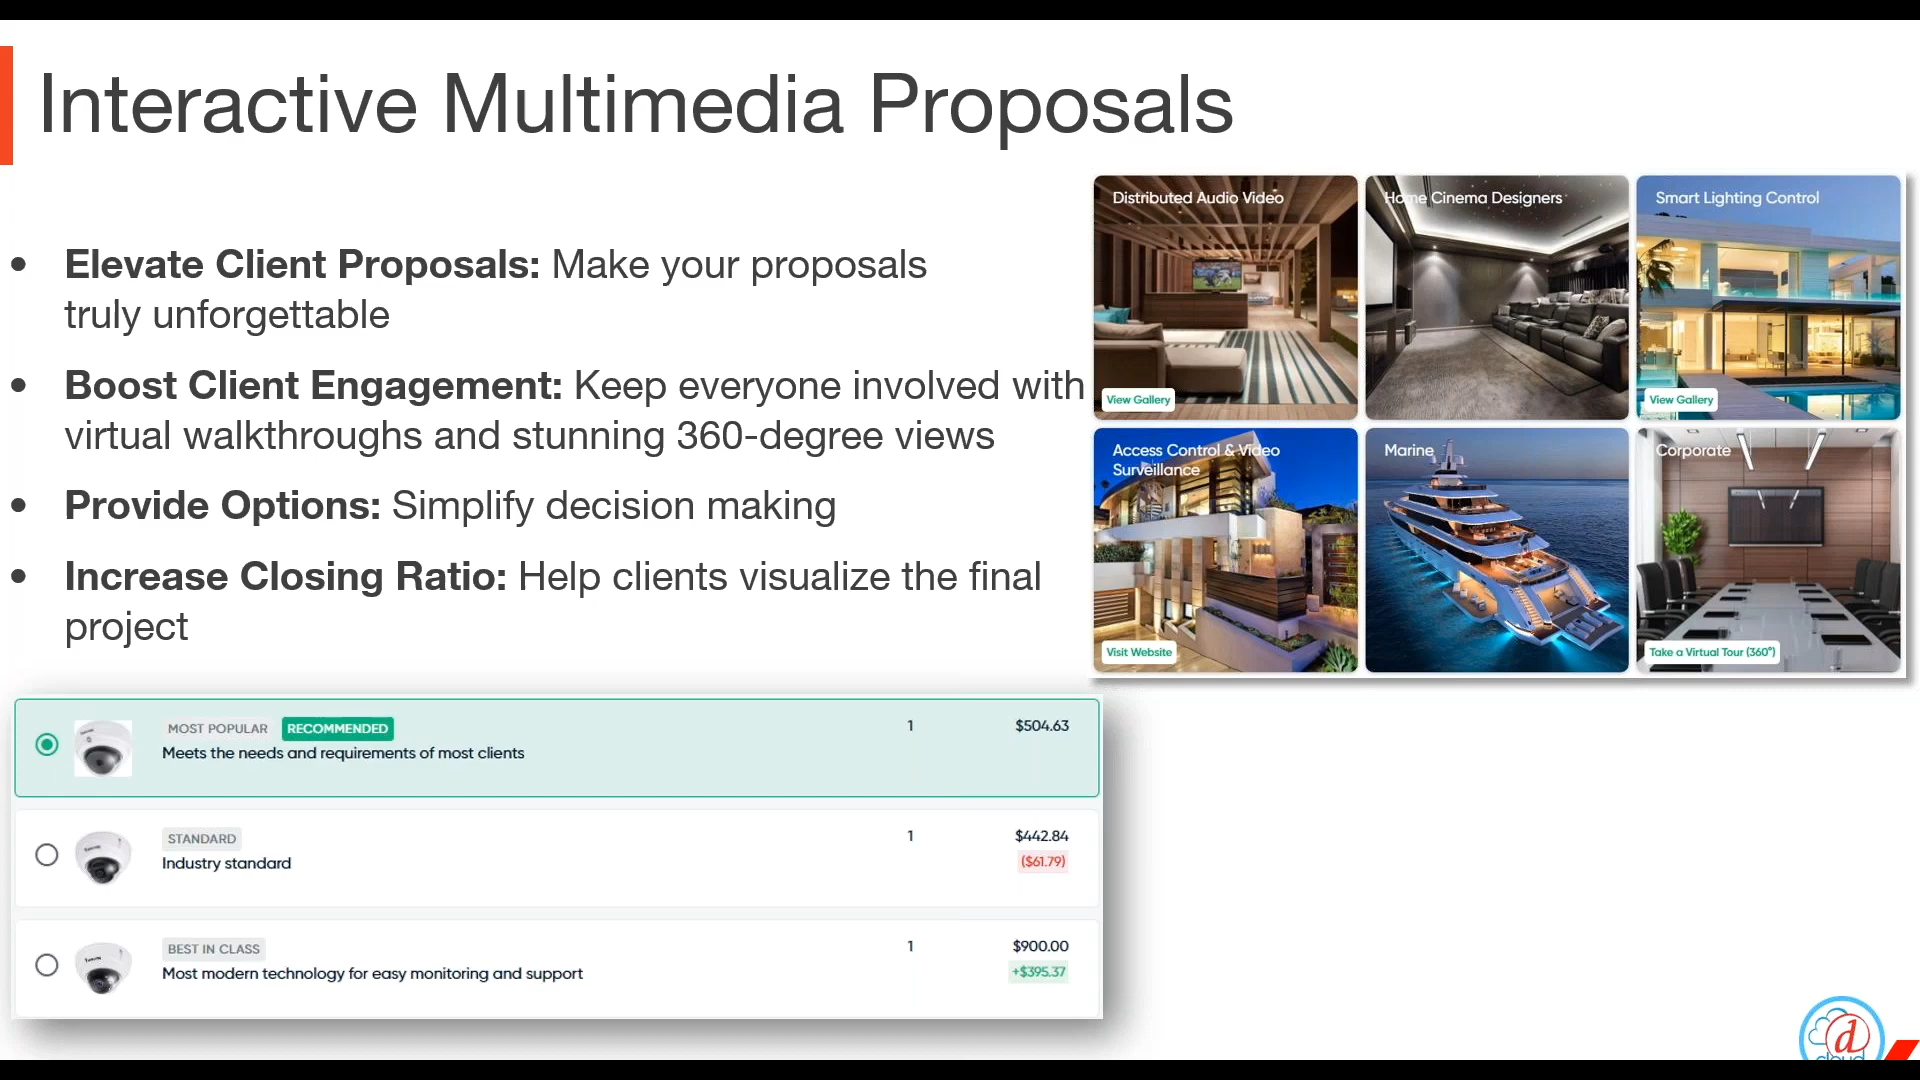 Interactive Multimedia Proposals
• Elevate Client Proposals: Make your proposals
truly unforgettable
• Boost Client Engagement: Keep everyone involved with
virtual walkthroughs and stunning 360-degree views
• Provide Options: Simplify decision making
• Increase Closing Ratio: Help clients visualize the final
project
Distributed Audio Video
View Gallery
Home Cinema Designers
Smart Lighting Control
View Gallery
Access Control & Video
Surveillance
Visit Website
Marine
Corporate
Take a Virtual Tour (360°)
MOST POPULAR RECOMMENDED 1 $504.63
Meets the needs and requirements of most clients
STANDARD 1 $442.84
Industry standard ($61.79)
BEST IN CLASS 1 $900.00
Most modern technology for easy monitoring and support +$395.37
d
cloud